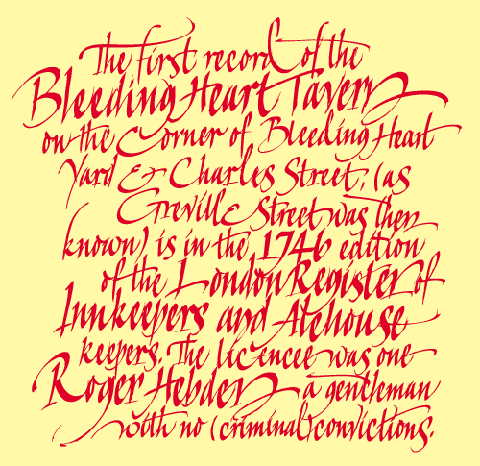 The first record of the
Bleeding Heart Tavern
on the Corner of Bleeding Heart
Yard & Charles Street, (as
Greville Street was then
known) is in the 1746 edition
of the London Register of
Innkeepers and Alehouse
keepers. The licencee was one
Roger Hebden a gentleman
with no (criminal) convictions.